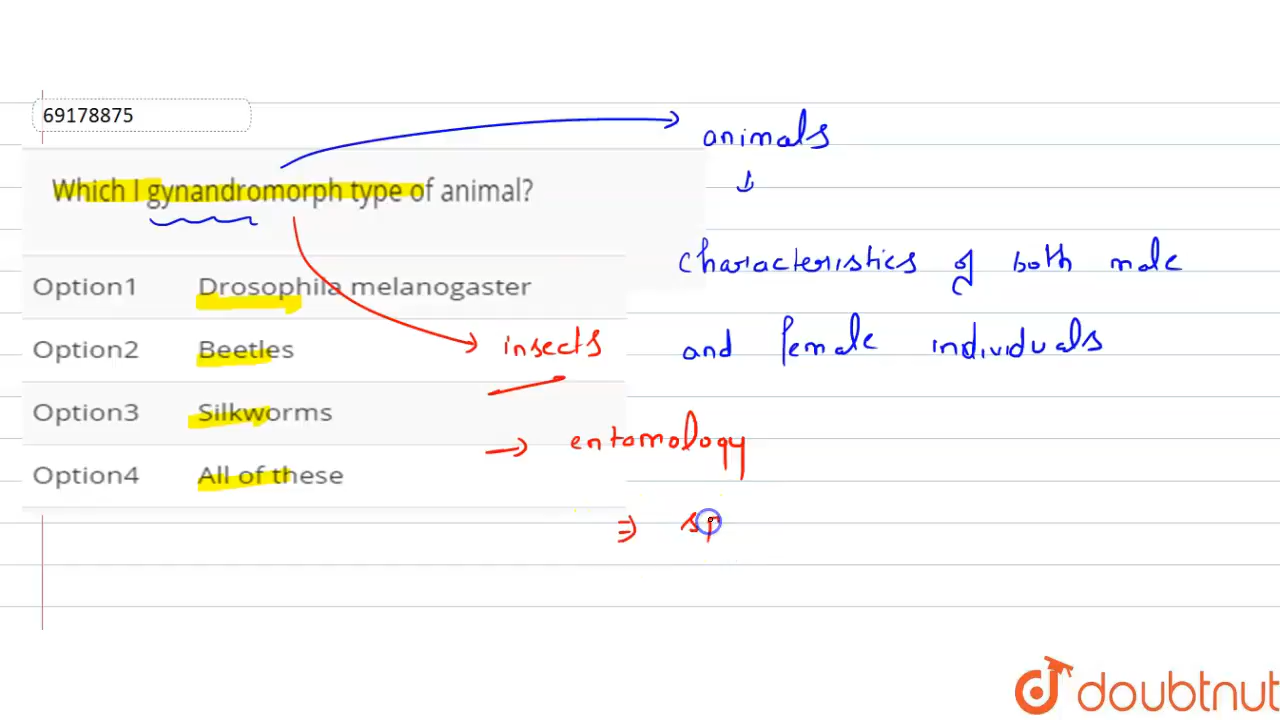 69178875
animals
Which I gynandromorph type of animal?
characteristics of both male
Option1 Drosophila melanogaster
and female individuals
insects
Option2 Beetles
Option3 Silkworms
entomology
Option4 All of these
doubtnut